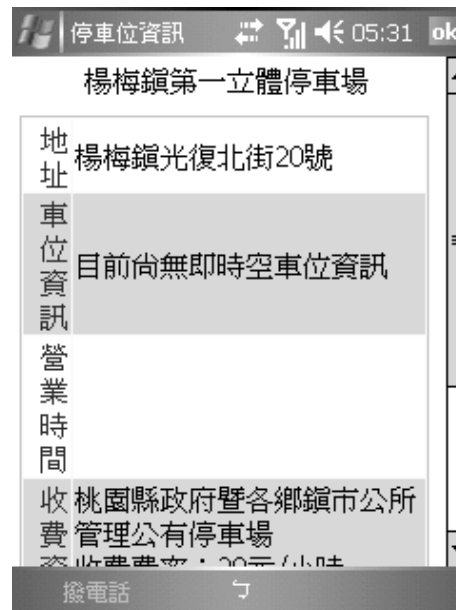 停車位資訊 05:31 ok
楊梅鎮第一立體停車場
地址 楊梅鎮光復北街20號
車位資訊 目前尚無即時空車位資訊
營業時間
收費 桃園縣政府暨各鄉鎮市公所
管理公有停車場
撥電話